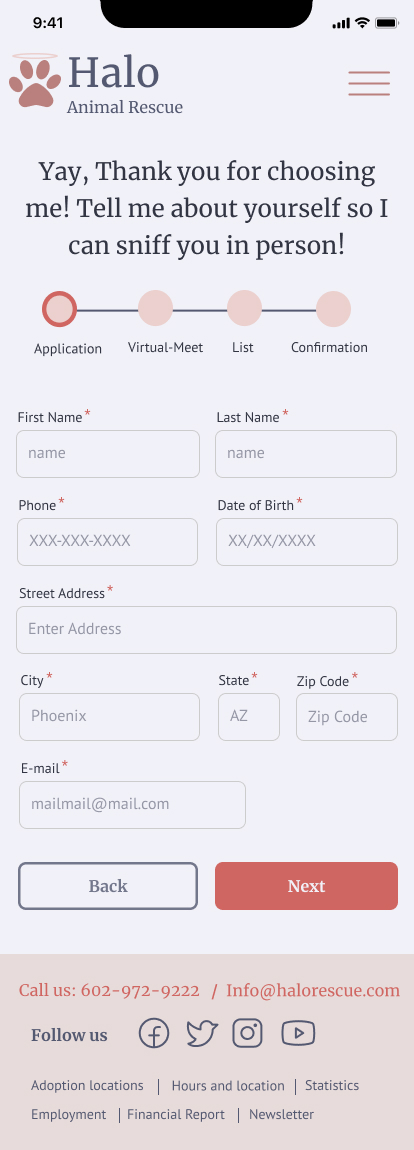 9:41
Halo
Animal Rescue
Yay, Thank you for choosing
me! Tell me about yourself so I
can sniff you in person!
Application Virtual-Meet List Confirmation
First Name* Last Name*
name name
Phone* Date of Birth*
XXX-XXX-XXXX XX/XX/XXXX
Street Address*
Enter Address
City* State* Zip Code*
Phoenix AZ Zip Code
E-mail*
mailmail@mail.com
Back Next
Call us: 602-972-9222 / Info@halorescue.com
Follow us
Adoption locations | Hours and location | Statistics
Employment | Financial Report | Newsletter